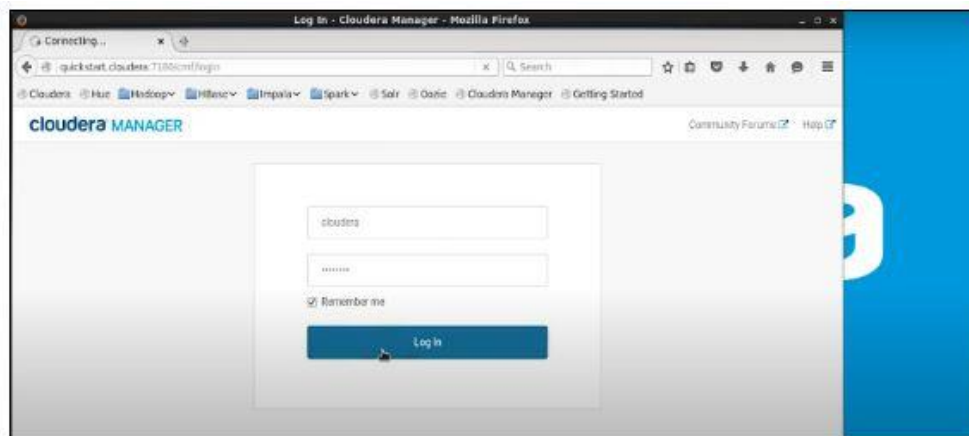 Log In - Cloudera Manager - Mozilla Firefox
Connecting...
quickstart.cloudera:7180/cmf/login
Search
Cloudera Hue Hadoop HBase Impala Spark Solr Oozie Cloudera Manager Getting Started
cloudera MANAGER
Community Forums Help
a
cloudera
Remember me
Log In